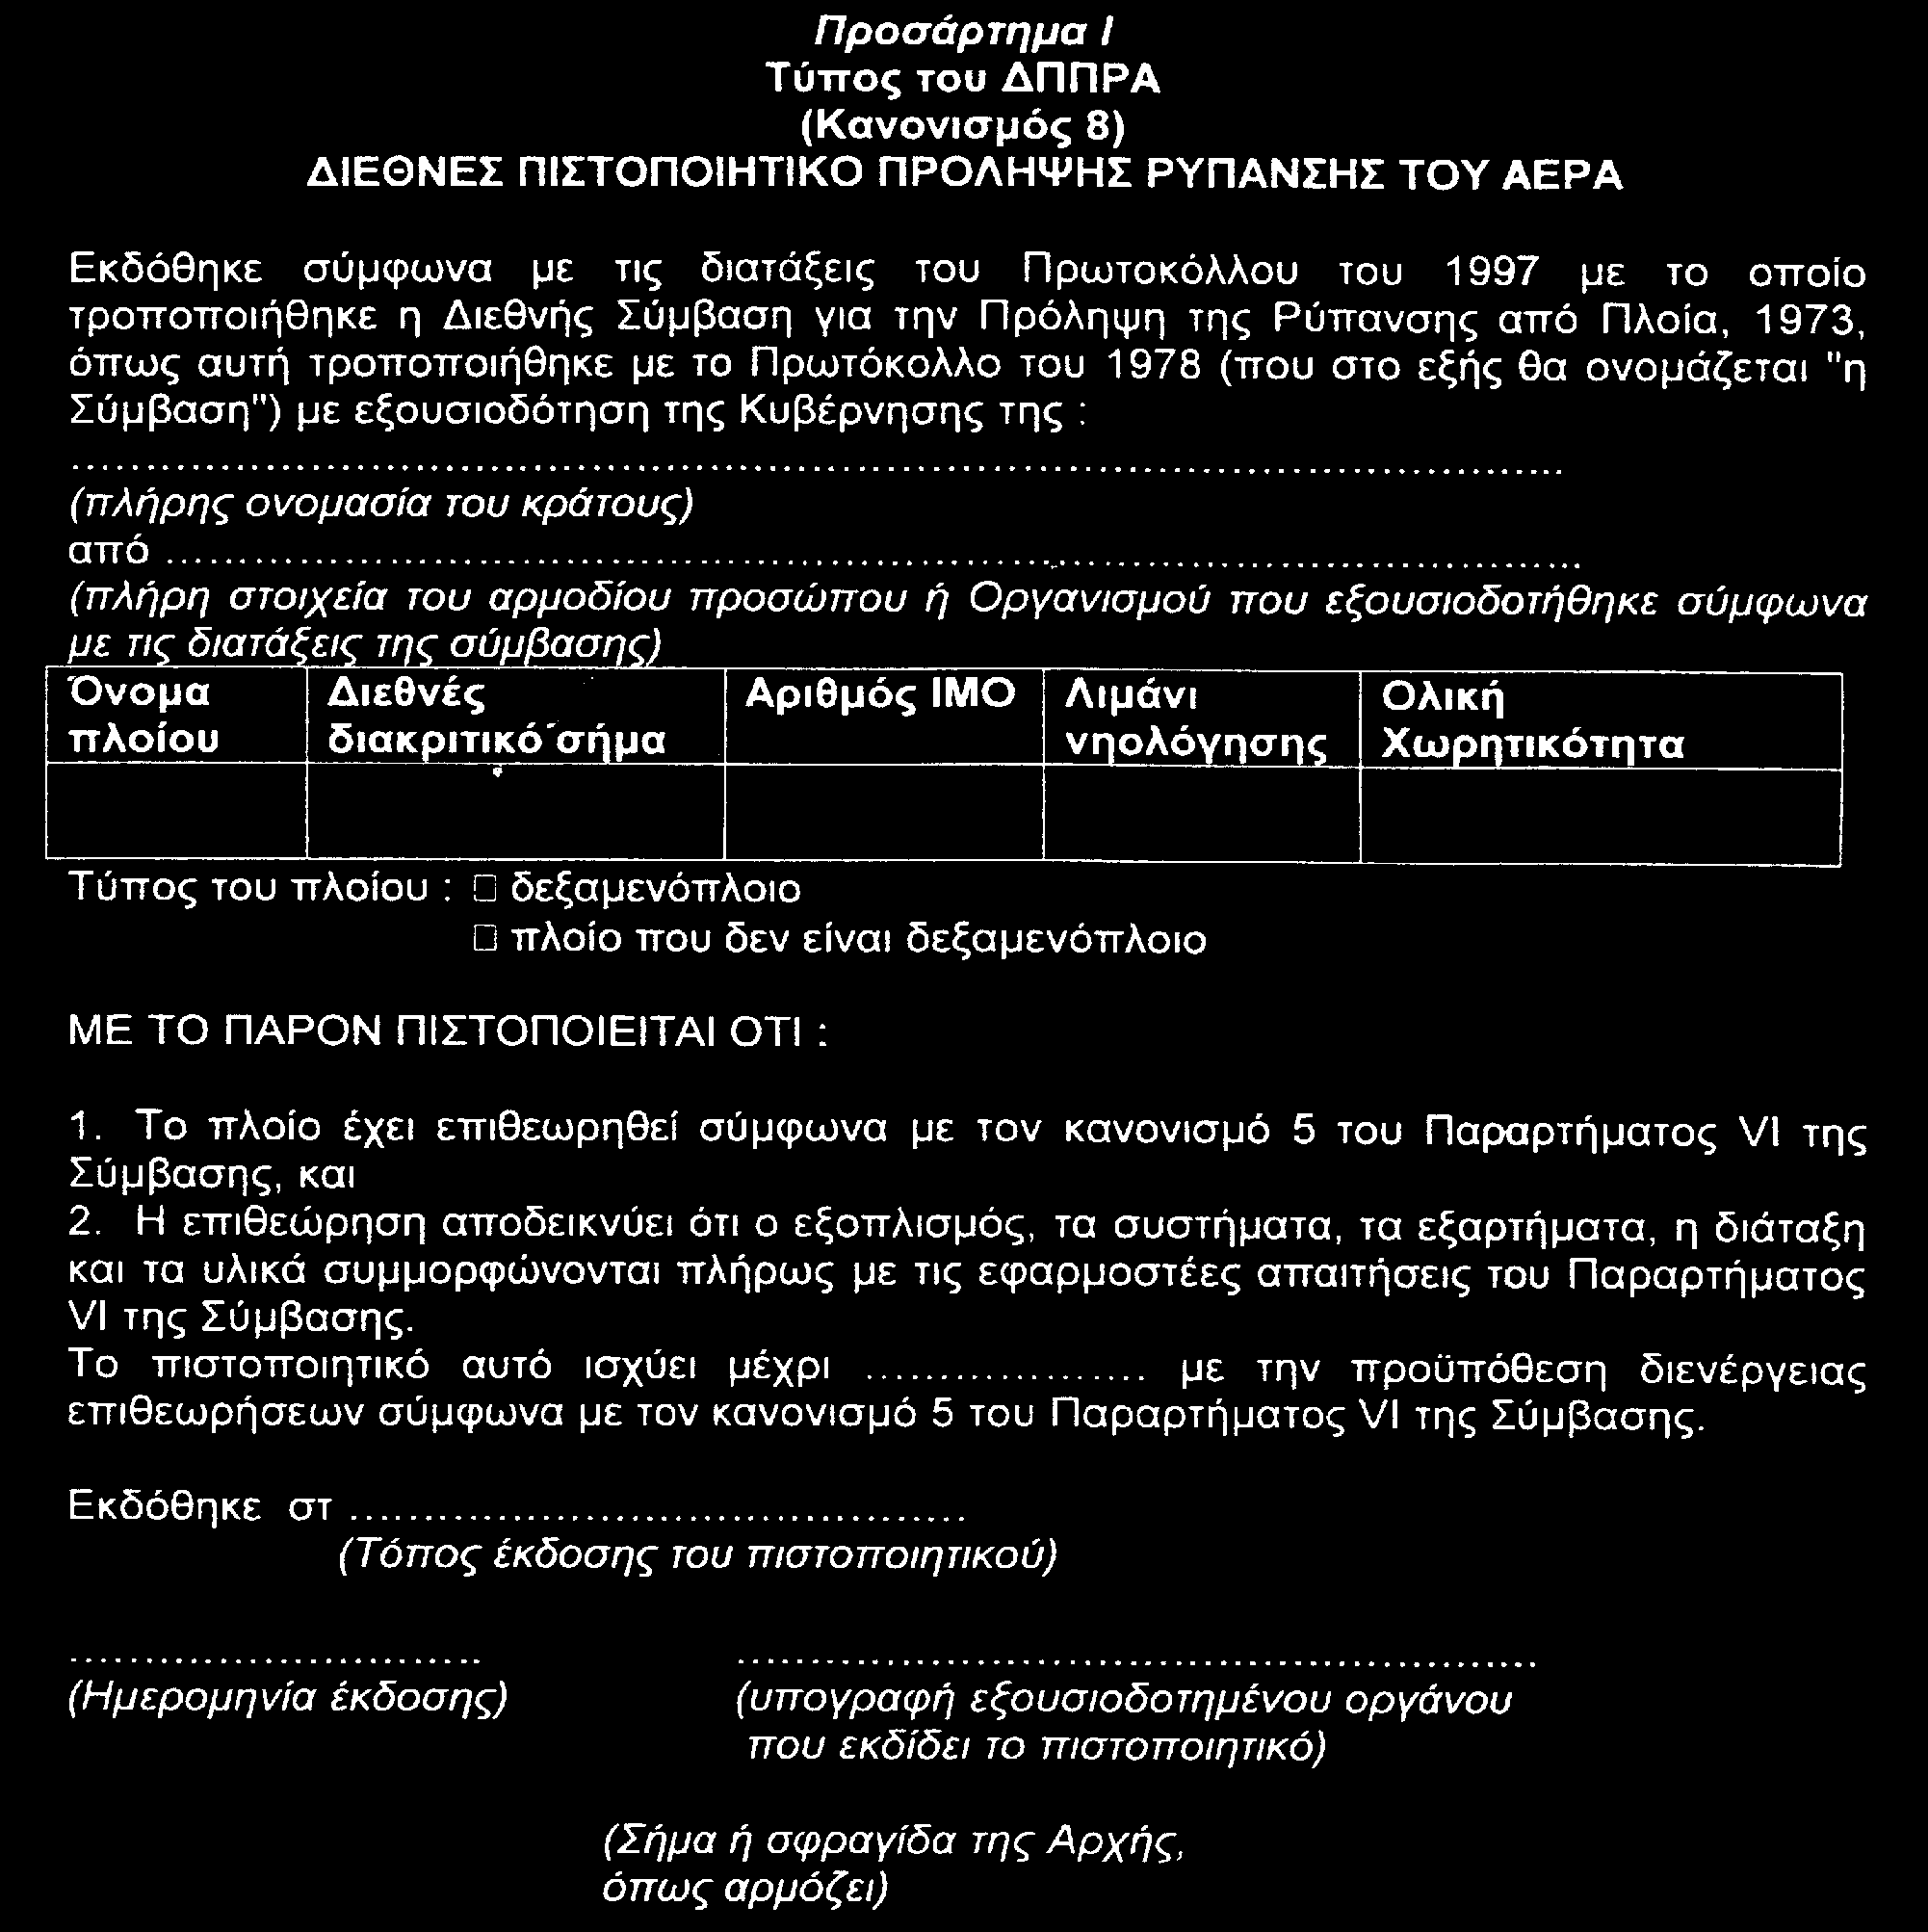 Προσάρτημα Ι
Τύπος του ΔΠΠΡΑ
(Κανονισμός 8)
ΔΙΕΘΝΕΣ ΠΙΣΤΟΠΟΙΗΤΙΚΟ ΠΡΟΛΗΨΗΣ ΡΥΠΑΝΣΗΣ ΤΟΥ ΑΕΡΑ
Εκδόθηκε σύμφωνα με τις διατάξεις του Πρωτοκόλλου του 1997 με το οποίο
τροποποιήθηκε η Διεθνής Σύμβαση για την Πρόληψη της Ρύπανσης από Πλοία, 1973,
όπως αυτή τροποποιήθηκε με το Πρωτόκολλο του 1978 (που στο εξής θα ονομάζεται "η
Σύμβαση") με εξουσιοδότηση της Κυβέρνησης της :
....................................................................................................
(πλήρης ονομασία του κράτους)
από ..............................................................................................
(πλήρη στοιχεία του αρμοδίου προσώπου ή Οργανισμού που εξουσιοδοτήθηκε σύμφωνα
με τις διατάξεις της σύμβασης)
Όνομα Διεθνές Αριθμός ΙΜΟ Λιμάνι Ολική
πλοίου διακριτικό σήμα νηολόγησης Χωρητικότητα
Τύπος του πλοίου : □ δεξαμενόπλοιο
□ πλοίο που δεν είναι δεξαμενόπλοιο
ΜΕ ΤΟ ΠΑΡΟΝ ΠΙΣΤΟΠΟΙΕΙΤΑΙ ΟΤΙ :
1. Το πλοίο έχει επιθεωρηθεί σύμφωνα με τον κανονισμό 5 του Παραρτήματος VI της
Σύμβασης, και
2. Η επιθεώρηση αποδεικνύει ότι ο εξοπλισμός, τα συστήματα, τα εξαρτήματα, η διάταξη
και τα υλικά συμμορφώνονται πλήρως με τις εφαρμοστέες απαιτήσεις του Παραρτήματος
VI της Σύμβασης.
Το πιστοποιητικό αυτό ισχύει μέχρι ................... με την προϋπόθεση διενέργειας
επιθεωρήσεων σύμφωνα με τον κανονισμό 5 του Παραρτήματος VI της Σύμβασης.
Εκδόθηκε στ .........................................
(Τόπος έκδοσης του πιστοποιητικού)
........................... .....................................................
(Ημερομηνία έκδοσης) (υπογραφή εξουσιοδοτημένου οργάνου
που εκδίδει το πιστοποιητικό)
(Σήμα ή σφραγίδα της Αρχής,
όπως αρμόζει)